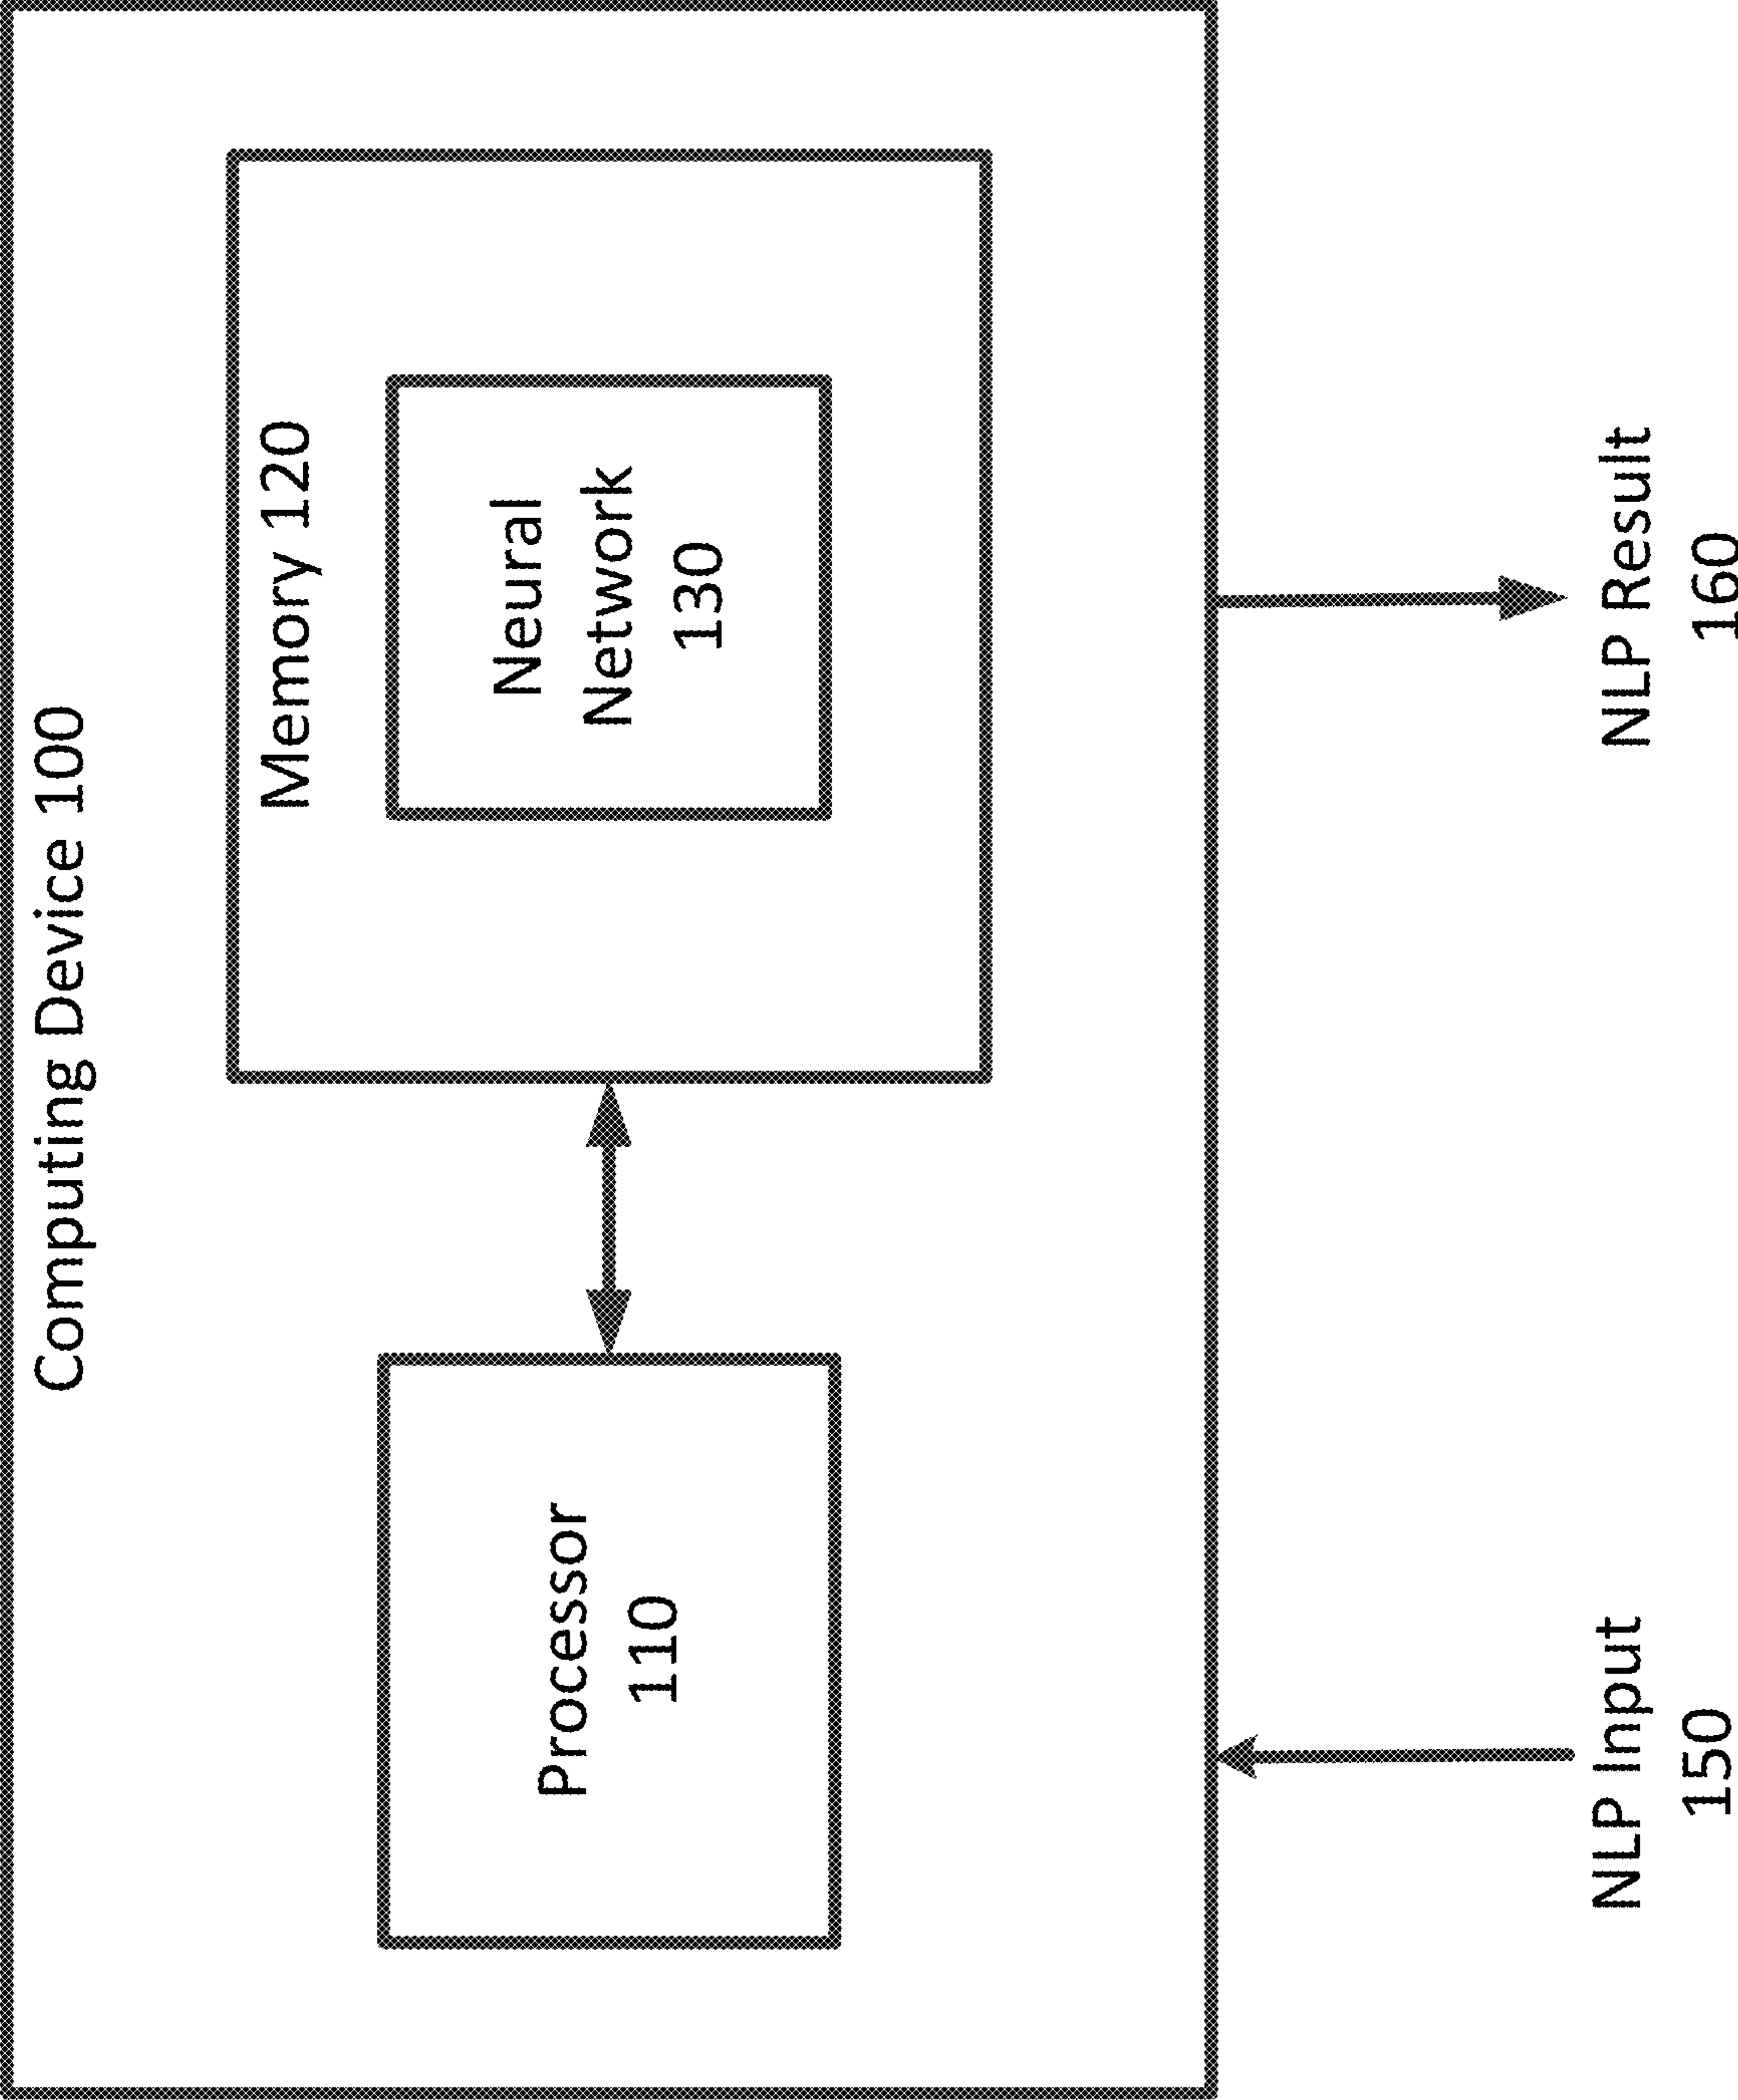 Computing Device 100
Memory 120
Processor
110
Neural
Network
130
NLP Input
150
NLP Result
160